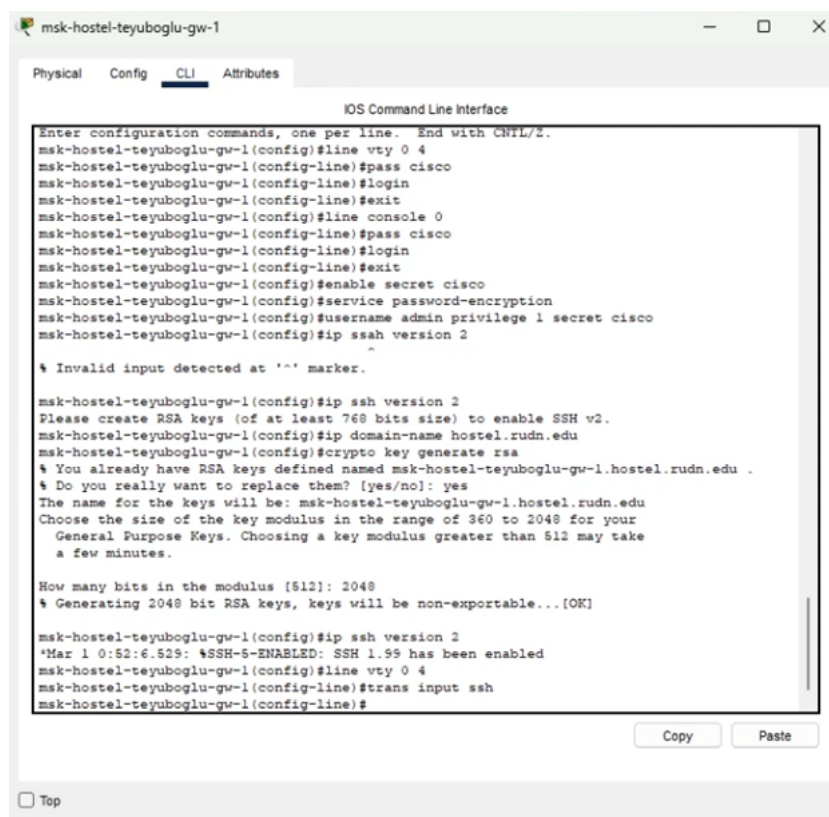 msk-hostel-teyuboglu-gw-1
Physical Config CLI Attributes
IOS Command Line Interface
Enter configuration commands, one per line.  End with CNTL/Z.
msk-hostel-teyuboglu-gw-1(config)#line vty 0 4
msk-hostel-teyuboglu-gw-1(config-line)#pass cisco
msk-hostel-teyuboglu-gw-1(config-line)#login
msk-hostel-teyuboglu-gw-1(config-line)#exit
msk-hostel-teyuboglu-gw-1(config)#line console 0
msk-hostel-teyuboglu-gw-1(config-line)#pass cisco
msk-hostel-teyuboglu-gw-1(config-line)#login
msk-hostel-teyuboglu-gw-1(config-line)#exit
msk-hostel-teyuboglu-gw-1(config)#enable secret cisco
msk-hostel-teyuboglu-gw-1(config)#service password-encryption
msk-hostel-teyuboglu-gw-1(config)#username admin privilege 1 secret cisco
msk-hostel-teyuboglu-gw-1(config)#ip ssah version 2
^
% Invalid input detected at '^' marker.
msk-hostel-teyuboglu-gw-1(config)#ip ssh version 2
Please create RSA keys (of at least 768 bits size) to enable SSH v2.
msk-hostel-teyuboglu-gw-1(config)#ip domain-name hostel.rudn.edu
msk-hostel-teyuboglu-gw-1(config)#crypto key generate rsa
% You already have RSA keys defined named msk-hostel-teyuboglu-gw-1.hostel.rudn.edu .
% Do you really want to replace them? [yes/no]: yes
The name for the keys will be: msk-hostel-teyuboglu-gw-1.hostel.rudn.edu
Choose the size of the key modulus in the range of 360 to 2048 for your
General Purpose Keys. Choosing a key modulus greater than 512 may take
a few minutes.
How many bits in the modulus [512]: 2048
% Generating 2048 bit RSA keys, keys will be non-exportable...[OK]
msk-hostel-teyuboglu-gw-1(config)#ip ssh version 2
*Mar 1 0:52:6.529: %SSH-5-ENABLED: SSH 1.99 has been enabled
msk-hostel-teyuboglu-gw-1(config)#line vty 0 4
msk-hostel-teyuboglu-gw-1(config-line)#trans input ssh
msk-hostel-teyuboglu-gw-1(config-line)#
Copy Paste
Top